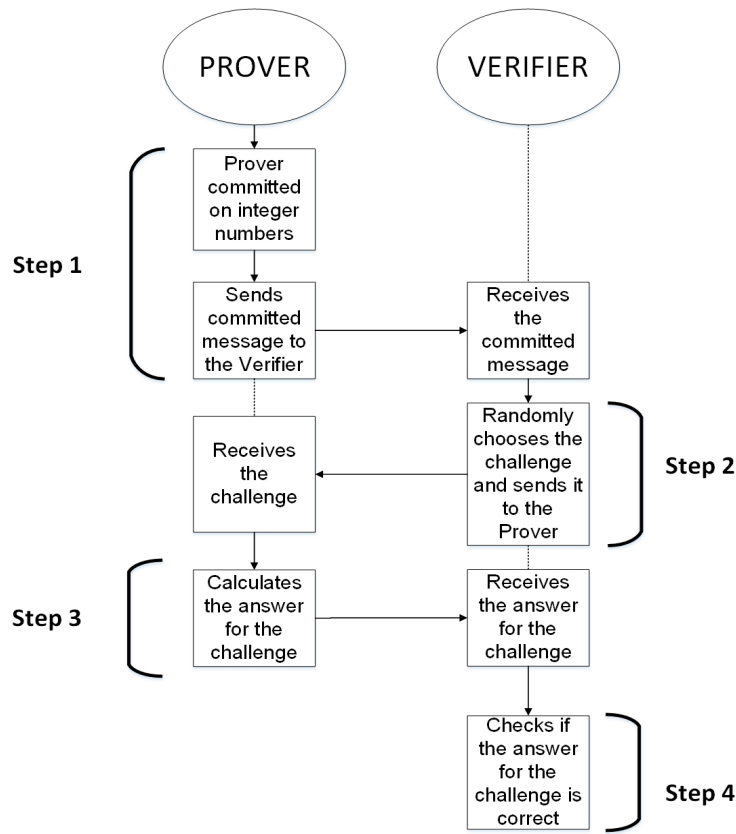 PROVER
VERIFIER
Prover
committed
on integer
numbers
Step 1
Sends
committed
message to
the Verifier
Receives
the
committed
message
Randomly
chooses the
challenge
and sends it
to the
Prover
Step 2
Receives
the
challenge
Step 3
Calculates
the answer
for the
challenge
Receives
the answer
for the
challenge
Checks if
the answer
for the
challenge is
correct
Step 4